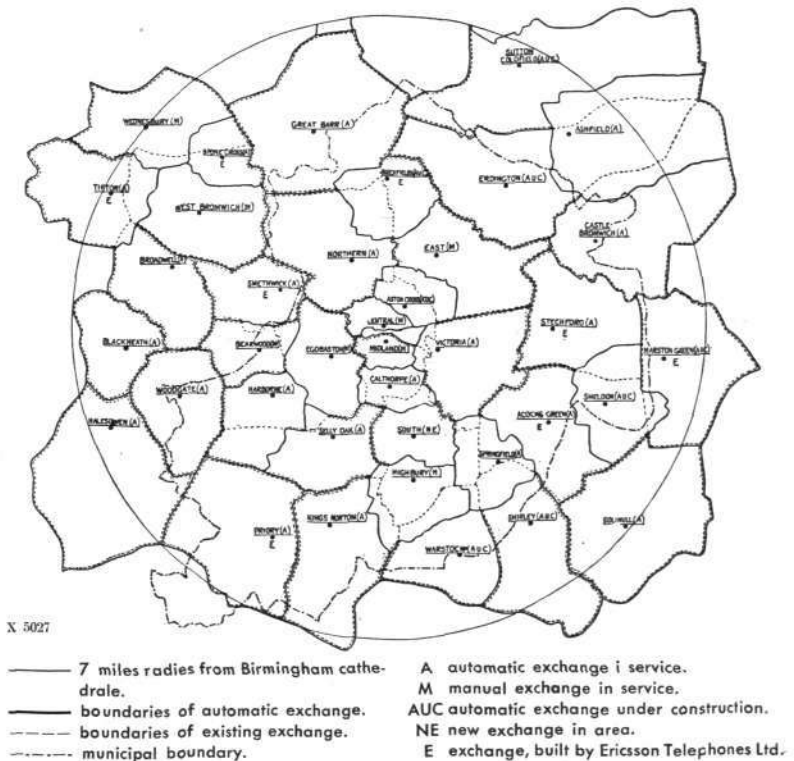 SUTTON
COLDFIELD(AUC)
WEDNESBURY(M)
GREAT BARR(A)
ASHFIELD(A)
STONE CROSS(A)
E
TIPTON(A)
E
E
ERDINGTON(AUC)
WEST BROMWICH(M)
CASTLE
BROMWICH(A)
BROADWELL(A)
NORTHERN(A)
EAST(M)
SMETHWICK(A)
E
ASTON CROSS(AUC)
CENTRAL(M)
STECHFORD(A)
E
BLACKHEATH(A)
BEARWOOD(M)
EDGBASTON(M)
MIDLAND(M)
VICTORIA(A)
MARSTON GREEN(AUC)
E
WOODGATE(A)
HARBORNE(A)
CALTHORPE(A)
SHELDON(AUC)
HALESOWEN(A)
SELLY OAK(A)
SOUTH(NE)
ACOCKS GREEN(A)
E
SPRINGFIELD(A)
HIGHBURY(M)
PRIORY(A)
E
KINGS NORTON(A)
SHIRLEY(AUC)
SOLIHULL(A)
WARSTOCK(AUC)
X 5027
7 miles radies from Birmingham cathe-
drale.
boundaries of automatic exchange.
boundaries of existing exchange.
municipal boundary.
A automatic exchange i service.
M manual exchange in service.
AUC automatic exchange under construction.
NE new exchange in area.
E exchange, built by Ericsson Telephones Ltd.